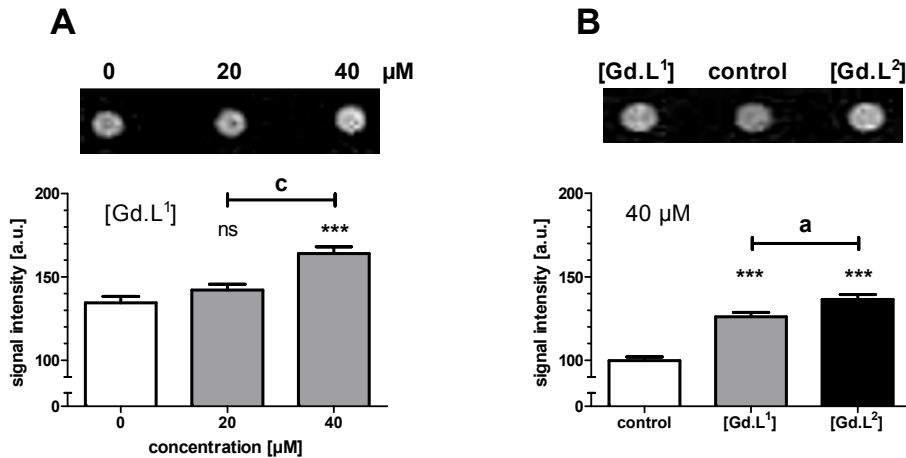 A
0 20 40 µM
200
150
100
0
signal intensity [a.u.]
[Gd.L¹]
c
ns ***
0 20 40
concentration [µM]
B
[Gd.L¹] control [Gd.L²]
200
150
100
0
signal intensity [a.u.]
40 µM
a
*** ***
control [Gd.L¹] [Gd.L²]